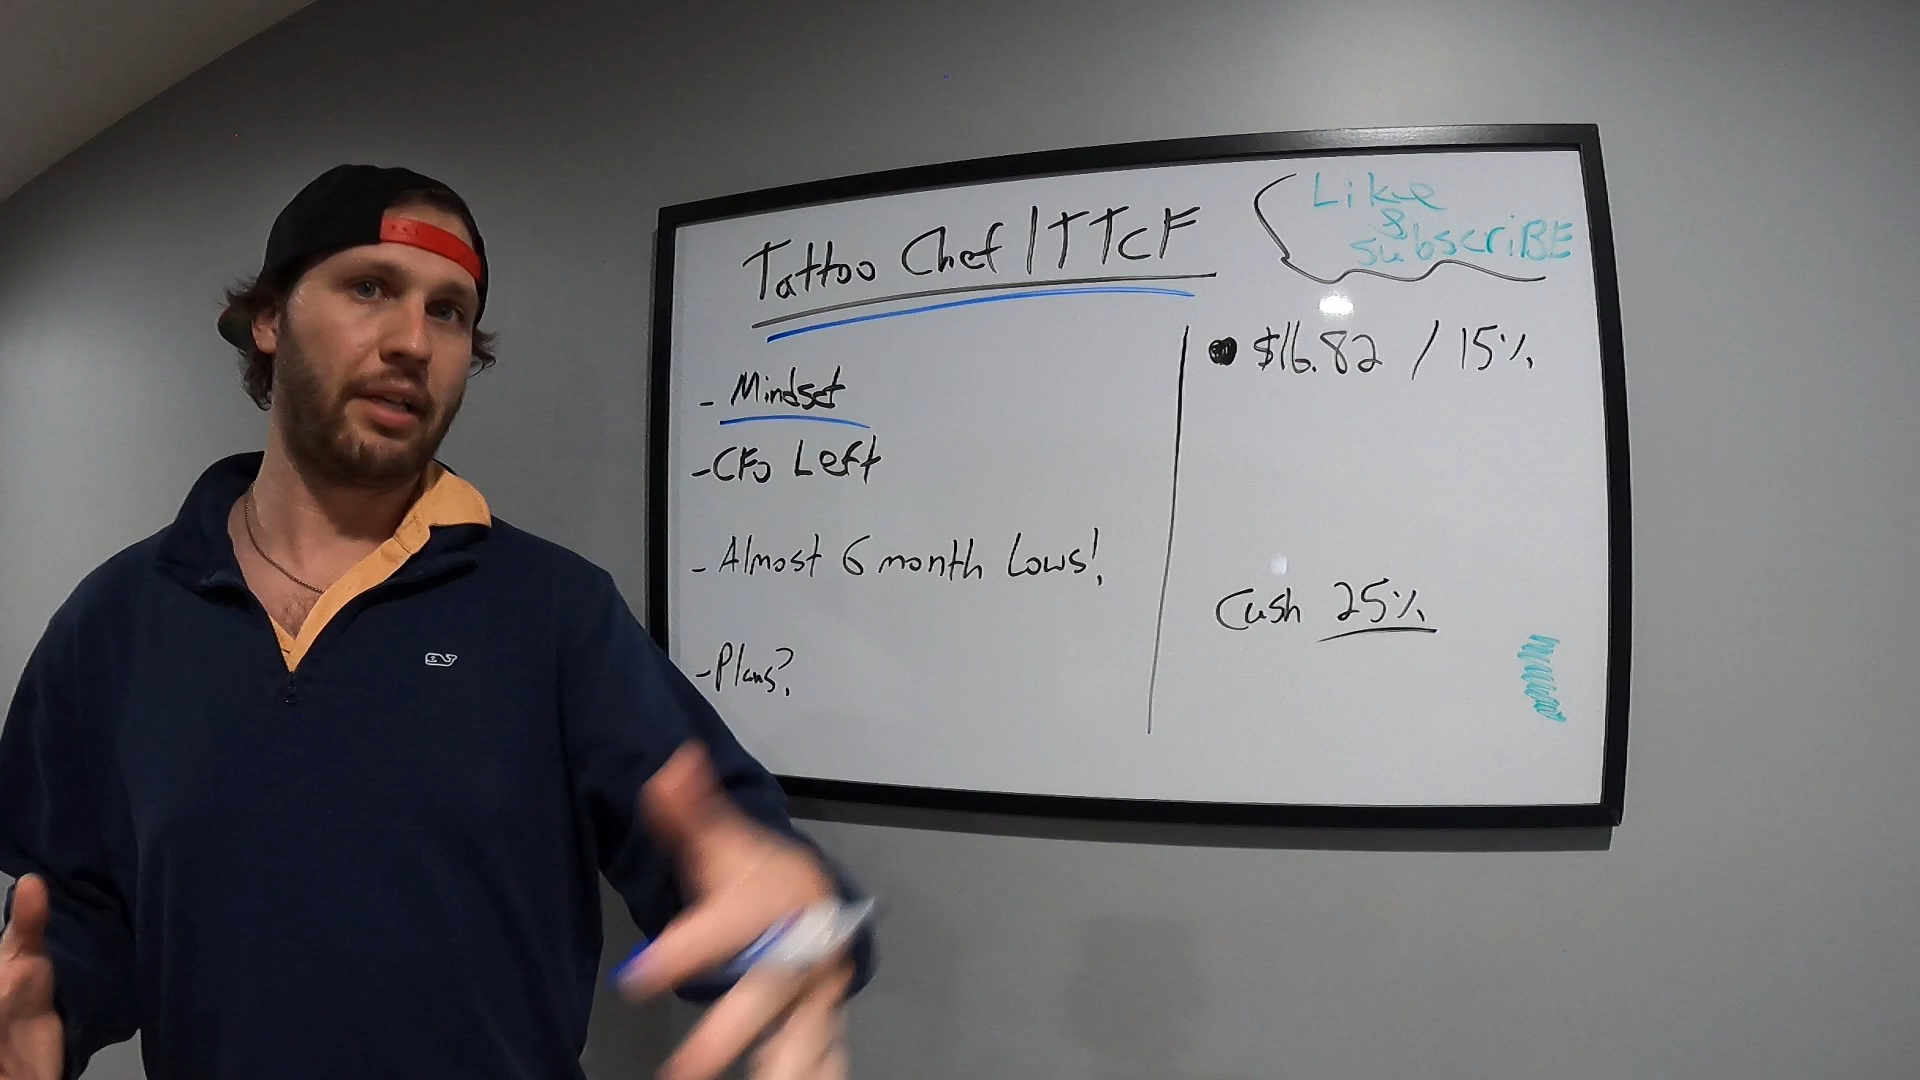 Tattoo Chef / TTCF
Like
&
SubscriBE
- Mindset
- CFO Left
- Almost 6 month Lows!
- Plans?
• $16.82 / 15%
Cash 25%